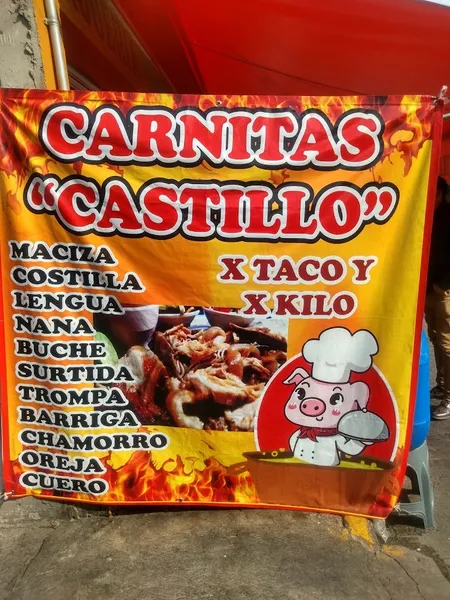 CARNITAS
“CASTILLO”
MACIZA
COSTILLA
LENGUA
NANA
BUCHE
SURTIDA
TROMPA
BARRIGA
CHAMORRO
OREJA
CUERO
X TACO Y
X KILO